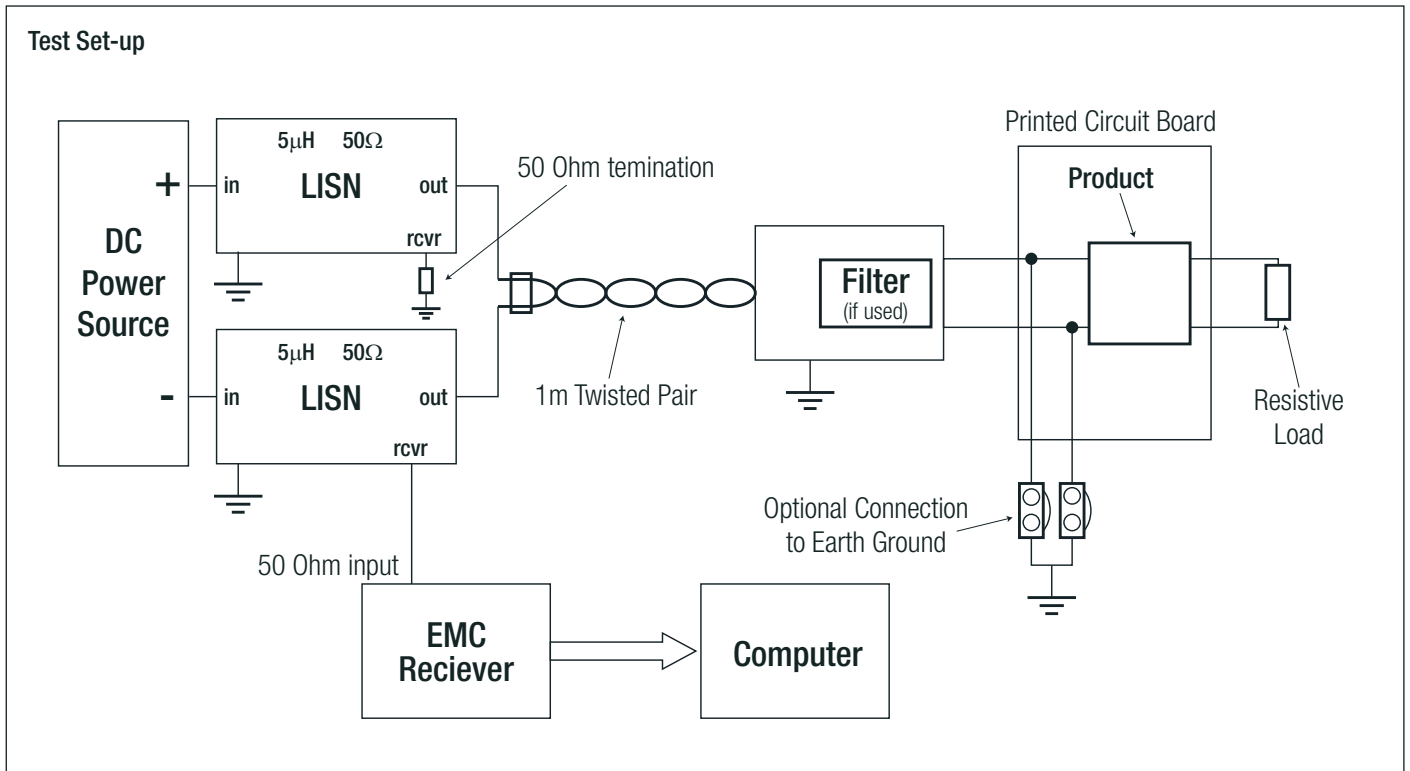 Test Set-up
DC
Power
Source
+
-
5μH 50Ω
LISN
in
out
rcvr
50 Ohm temination
5μH 50Ω
LISN
in
out
rcvr
1m Twisted Pair
Filter
(if used)
Printed Circuit Board
Product
Resistive
Load
Optional Connection
to Earth Ground
50 Ohm input
EMC
Reciever
Computer